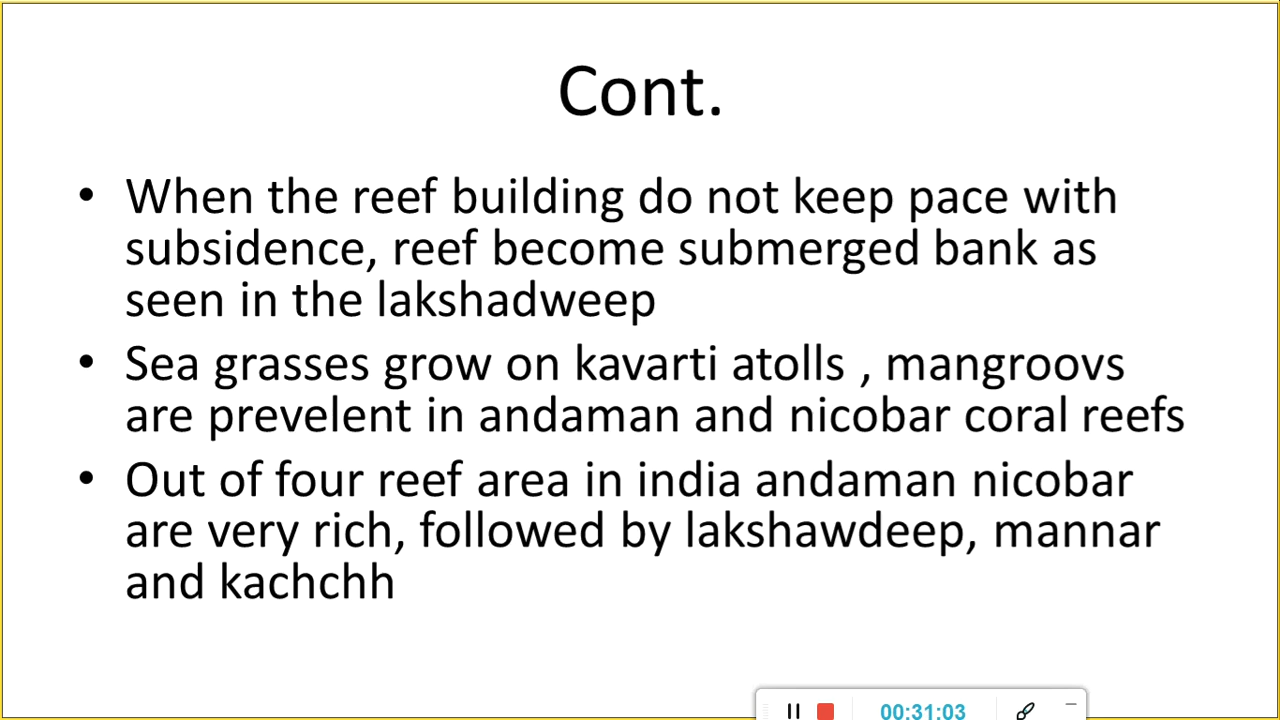 Cont.
• When the reef building do not keep pace with
subsidence, reef become submerged bank as
seen in the lakshadweep
• Sea grasses grow on kavarti atolls , mangroovs
are prevelent in andaman and nicobar coral reefs
• Out of four reef area in india andaman nicobar
are very rich, followed by lakshawdeep, mannar
and kachchh
00:31:03